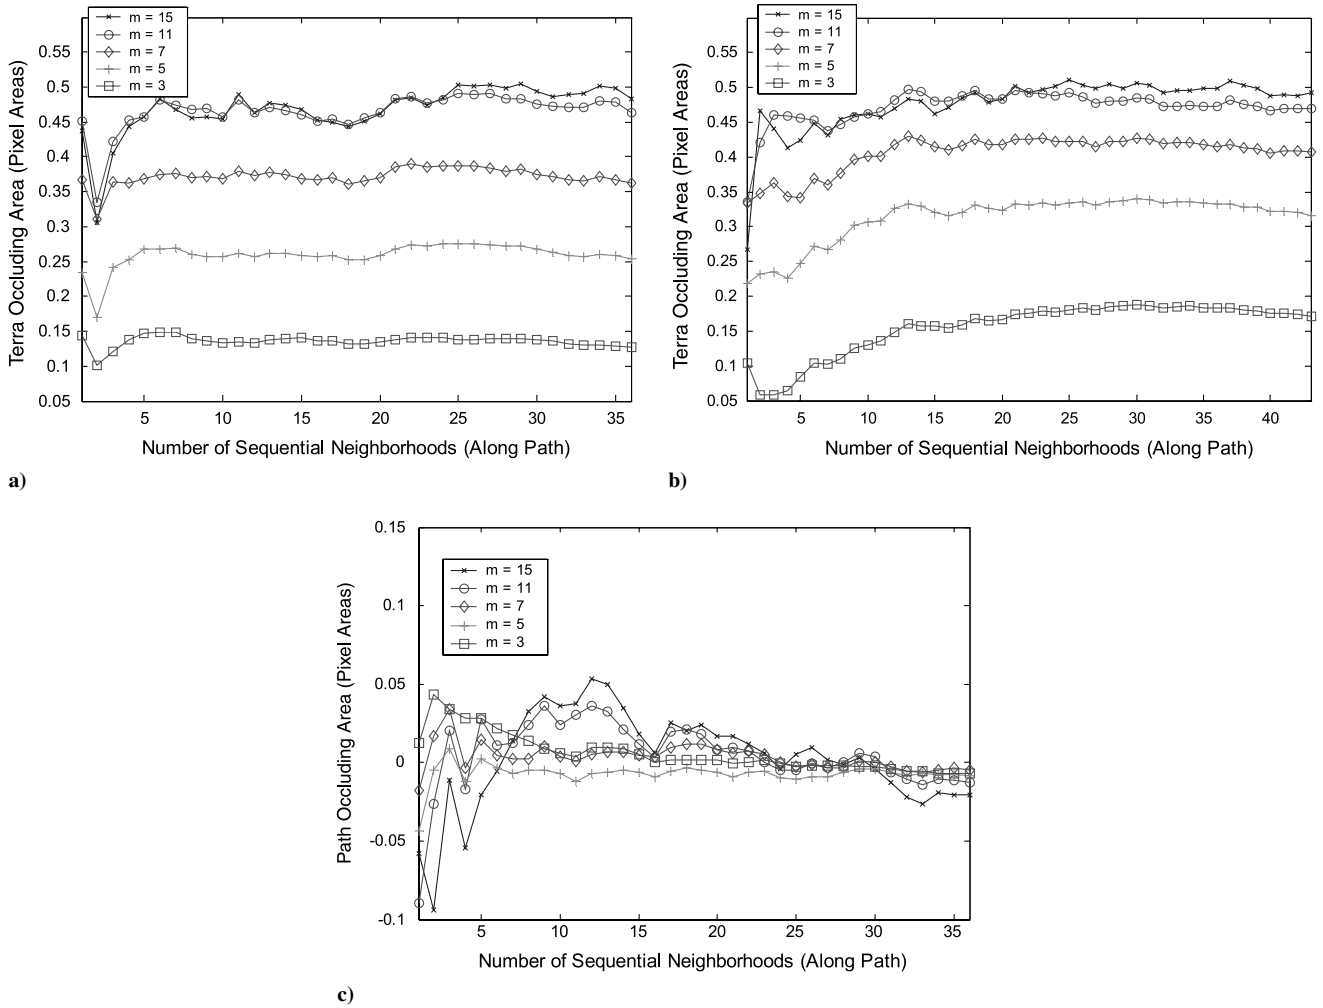 m = 15
m = 11
m = 7
m = 5
m = 3
0.55
0.5
0.45
0.4
0.35
0.3
0.25
0.2
0.15
0.1
0.05
Terra Occluding Area (Pixel Areas)
5 10 15 20 25 30 35
Number of Sequential Neighborhoods (Along Path)
a)
m = 15
m = 11
m = 7
m = 5
m = 3
0.55
0.5
0.45
0.4
0.35
0.3
0.25
0.2
0.15
0.1
0.05
Terra Occluding Area (Pixel Areas)
5 10 15 20 25 30 35 40
Number of Sequential Neighborhoods (Along Path)
b)
0.15
0.1
0.05
0
-0.05
-0.1
Path Occluding Area (Pixel Areas)
m = 15
m = 11
m = 7
m = 5
m = 3
5 10 15 20 25 30 35
Number of Sequential Neighborhoods (Along Path)
c)